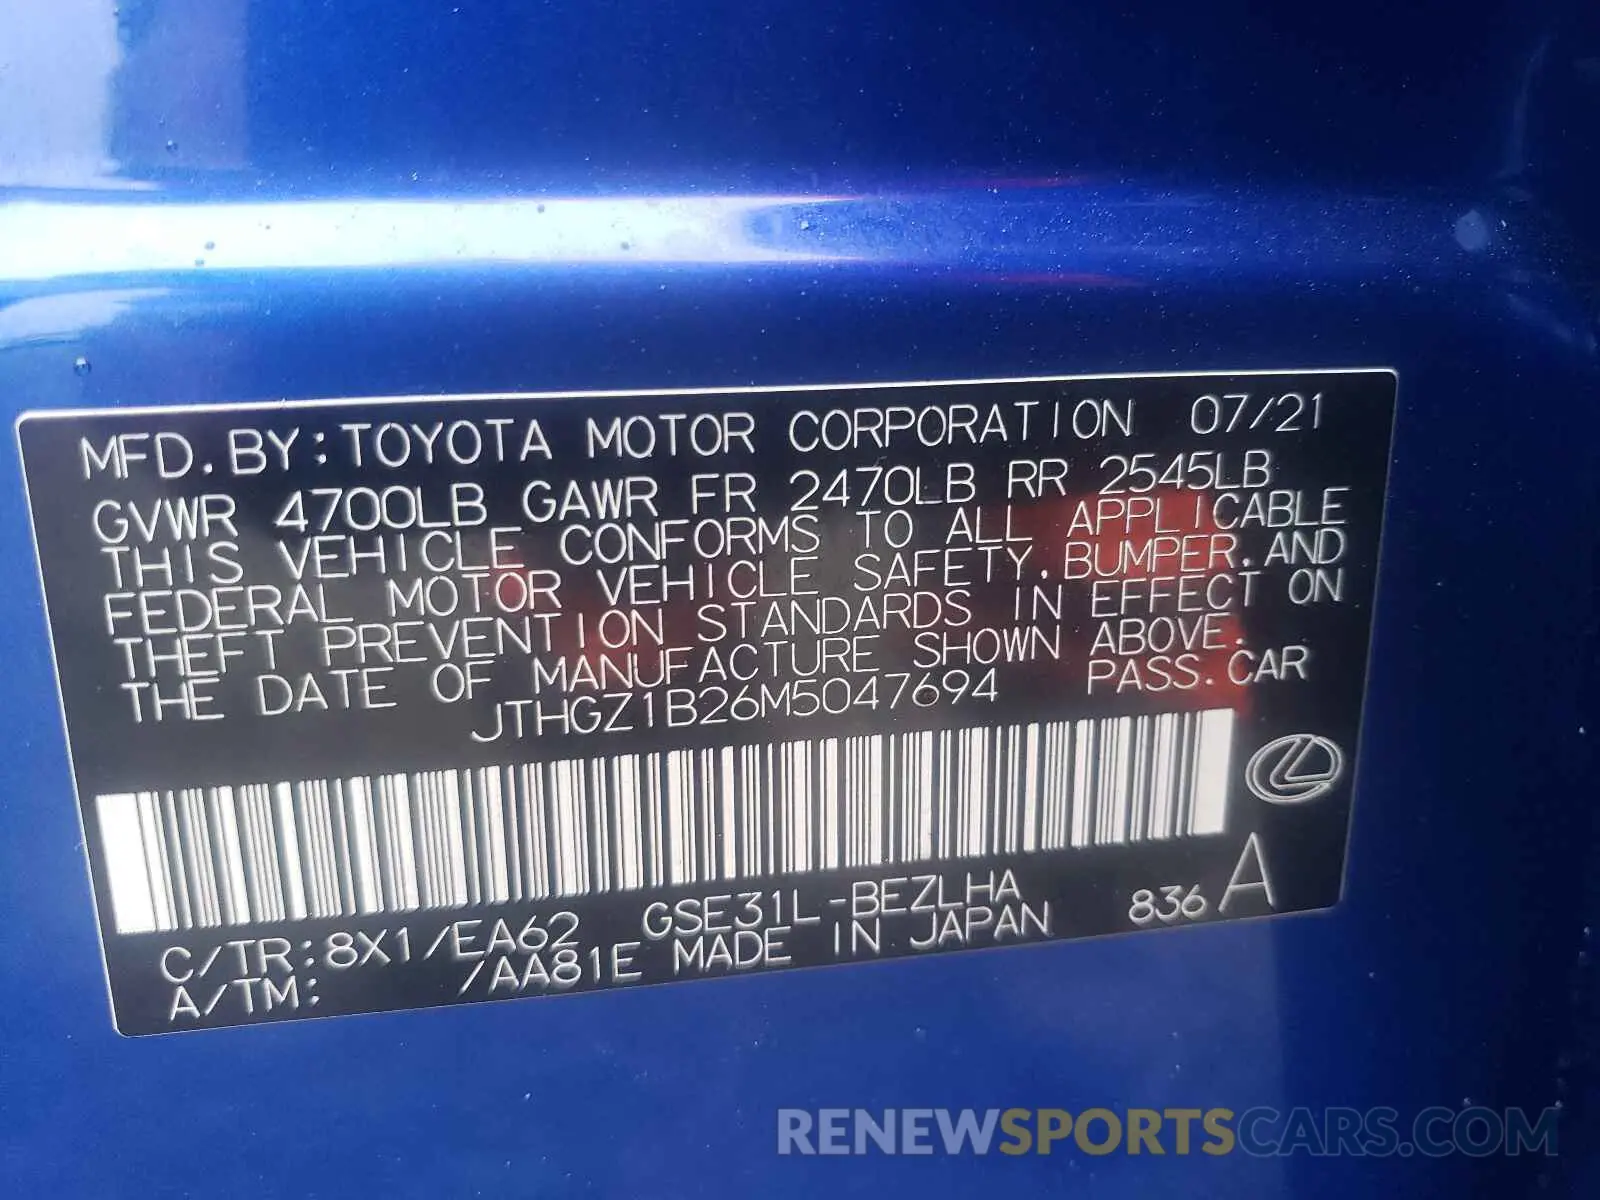 MFD. BY: TOYOTA MOTOR CORPORATION 07/21
GVWR 4700LB GAWR FR 2470LB RR 2545LB
THIS VEHICLE CONFORMS TO ALL APPLICABLE
FEDERAL MOTOR VEHICLE SAFETY, BUMPER, AND
THEFT PREVENTION STANDARDS IN EFFECT ON
THE DATE OF MANUFACTURE SHOWN ABOVE.
JTHGZ1B26M5047694 PASS. CAR
C/TR: 8X1/EA62 GSE31L-BEZLHA 836 A
A/TM: /AA81E MADE IN JAPAN
RENEWSPORTSCARS.COM